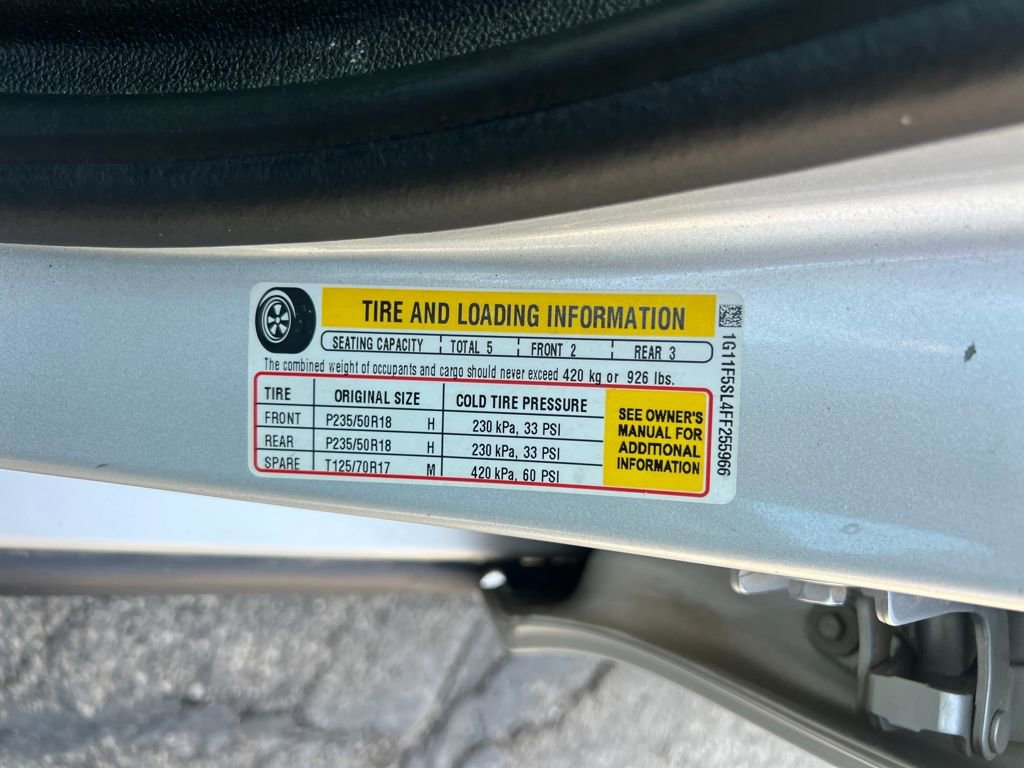 TIRE AND LOADING INFORMATION
SEATING CAPACITY TOTAL 5 FRONT 2 REAR 3
The combined weight of occupants and cargo should never exceed 420 kg or 926 lbs.
TIRE ORIGINAL SIZE COLD TIRE PRESSURE
FRONT P235/50R18 H 230 kPa, 33 PSI
REAR P235/50R18 H 230 kPa, 33 PSI
SPARE T125/70R17 M 420 kPa, 60 PSI
SEE OWNER'S
MANUAL FOR
ADDITIONAL
INFORMATION
1G11F5SL4FF255966